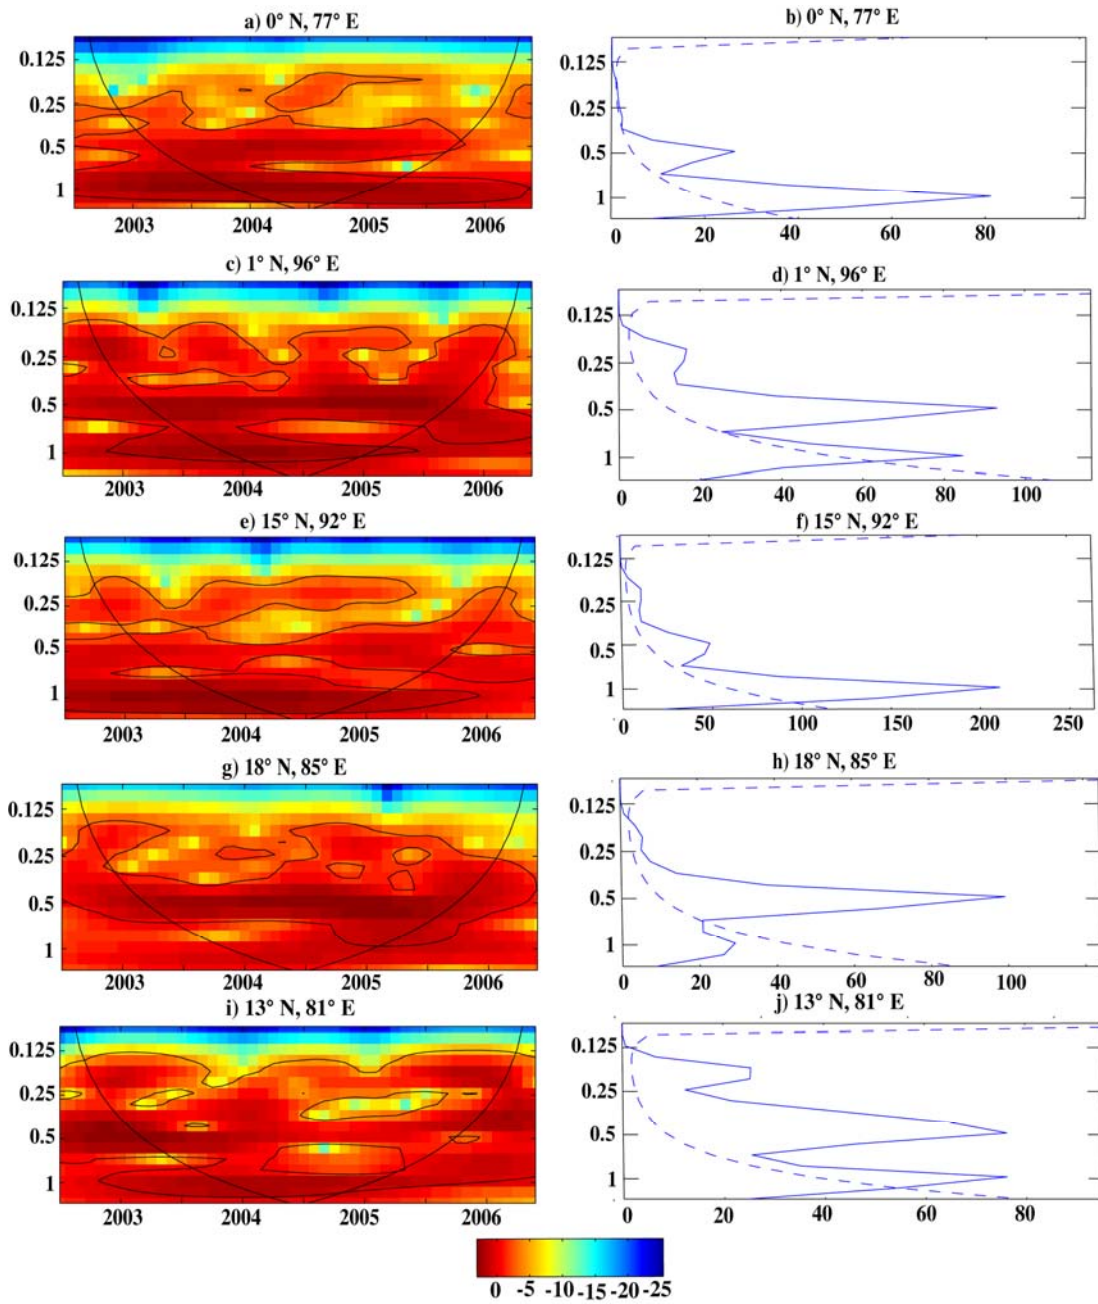 a) 0° N, 77° E
0.125
0.25
0.5
1
2003 2004 2005 2006
b) 0° N, 77° E
0.125
0.25
0.5
1
0 20 40 60 80
c) 1° N, 96° E
0.125
0.25
0.5
1
2003 2004 2005 2006
d) 1° N, 96° E
0.125
0.25
0.5
1
0 20 40 60 80 100
e) 15° N, 92° E
0.125
0.25
0.5
1
2003 2004 2005 2006
f) 15° N, 92° E
0.125
0.25
0.5
1
0 50 100 150 200 250
g) 18° N, 85° E
0.125
0.25
0.5
1
2003 2004 2005 2006
h) 18° N, 85° E
0.125
0.25
0.5
1
0 20 40 60 80 100
i) 13° N, 81° E
0.125
0.25
0.5
1
2003 2004 2005 2006
j) 13° N, 81° E
0.125
0.25
0.5
1
0 20 40 60 80
0 -5 -10 -15 -20 -25